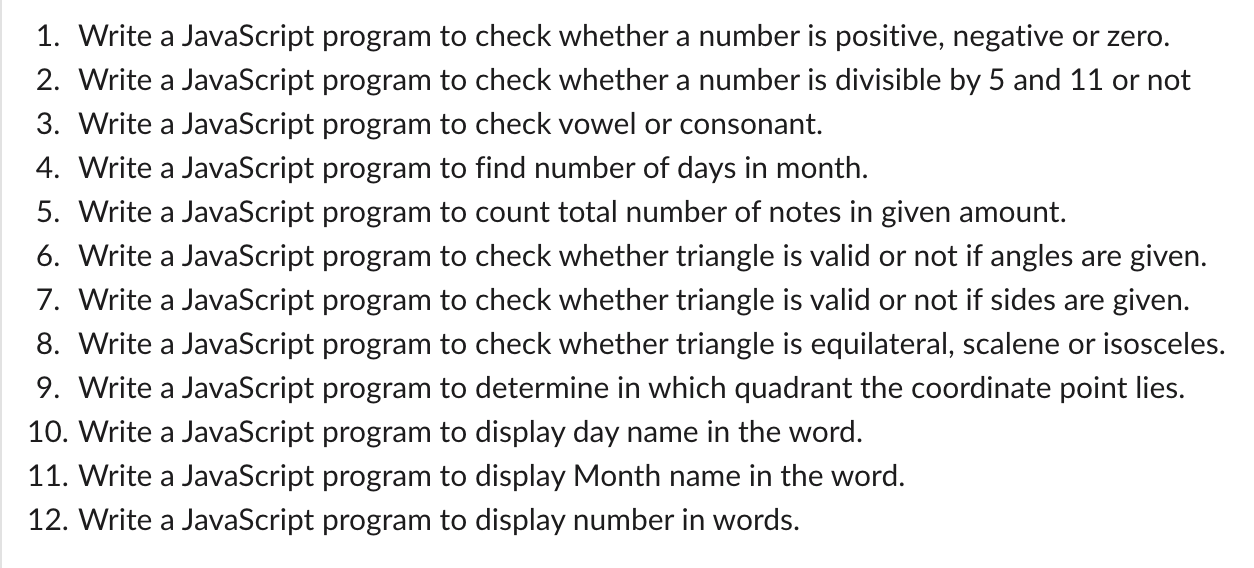 1. Write a JavaScript program to check whether a number is positive, negative or zero.
2. Write a JavaScript program to check whether a number is divisible by 5 and 11 or not
3. Write a JavaScript program to check vowel or consonant.
4. Write a JavaScript program to find number of days in month.
5. Write a JavaScript program to count total number of notes in given amount.
6. Write a JavaScript program to check whether triangle is valid or not if angles are given.
7. Write a JavaScript program to check whether triangle is valid or not if sides are given.
8. Write a JavaScript program to check whether triangle is equilateral, scalene or isosceles.
9. Write a JavaScript program to determine in which quadrant the coordinate point lies.
10. Write a JavaScript program to display day name in the word.
11. Write a JavaScript program to display Month name in the word.
12. Write a JavaScript program to display number in words.